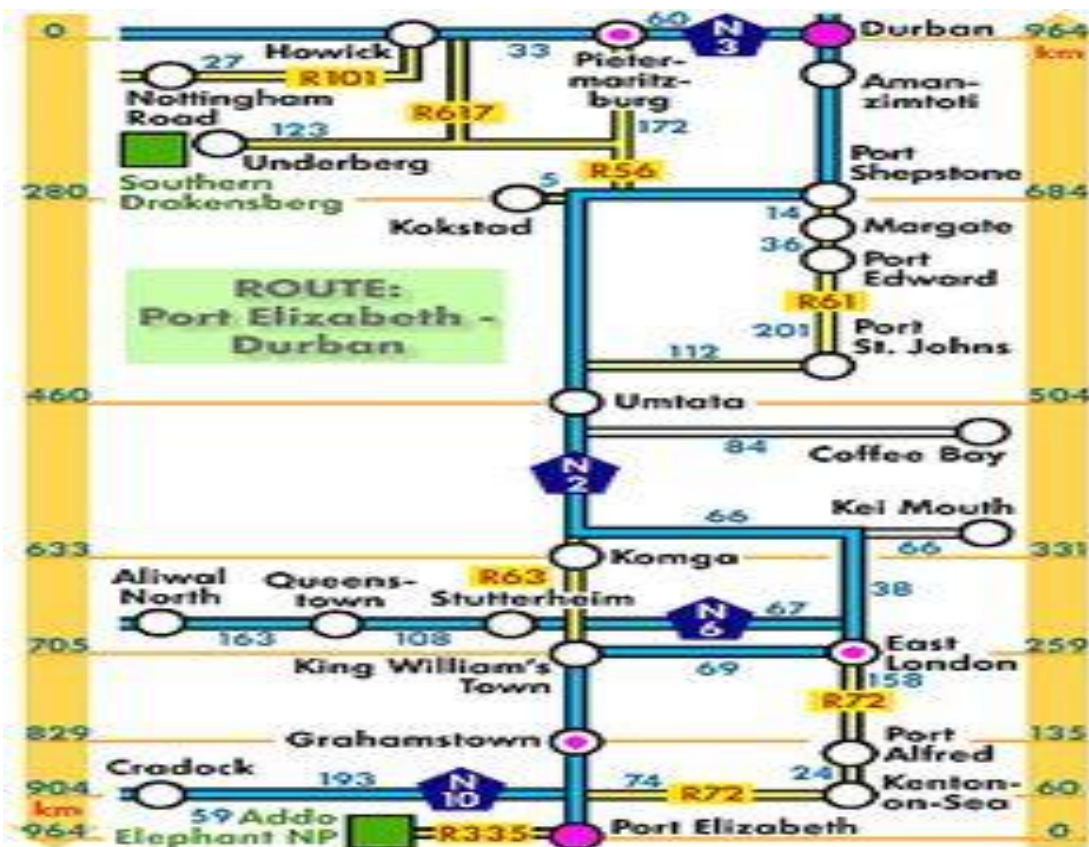 0
60
N
3
Durban
964
km
Howick
33
Pieter-
maritz-
burg
27
R101
Aman-
zimtoti
Nottingham
Road
R617
123
172
Underberg
Port
Shepstone
R56
Southern
Drakensberg
280
5
684
Kokstad
14
Margate
36
Port
Edward
ROUTE:
Port Elizabeth -
Durban
R61
201
Port
St. Johns
112
460
Umtata
504
84
Coffee Bay
N
2
Kei Mouth
66
66
633
Komga
331
Aliwal
North
Queens-
town
R63
Stutterheim
38
N
6
67
163
108
705
East
London
259
King William's
Town
69
158
R72
829
Grahamstown
Port
Alfred
135
Cradock
193
N
10
74
R72
24
Kenton-
on-Sea
904
km
60
59
Addo
Elephant NP
964
R335
Port Elizabeth
0